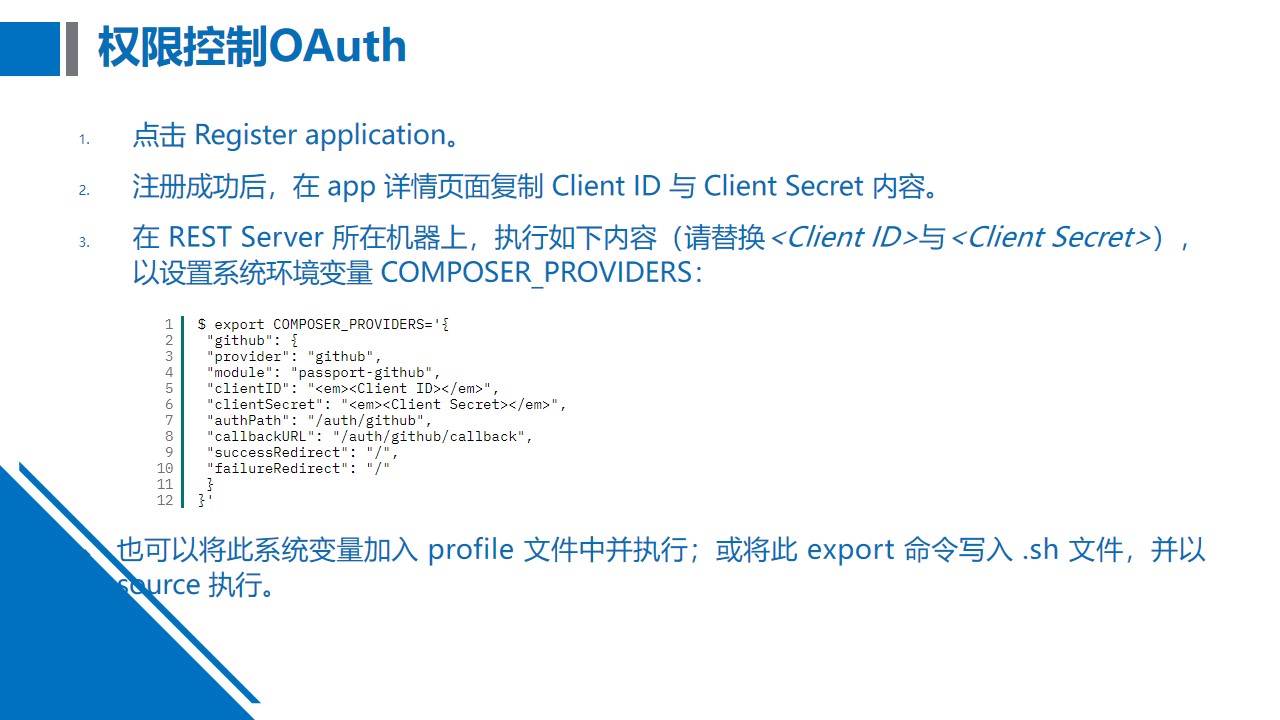 权限控制OAuth
1. 点击 Register application。
2. 注册成功后，在 app 详情页面复制 Client ID 与 Client Secret 内容。
3. 在 REST Server 所在机器上，执行如下内容（请替换<Client ID>与<Client Secret>），
以设置系统环境变量 COMPOSER_PROVIDERS：
1 $ export COMPOSER_PROVIDERS='{
2 "github": {
3 "provider": "github",
4 "module": "passport-github",
5 "clientID": "<em><Client ID></em>",
6 "clientSecret": "<em><Client Secret></em>",
7 "authPath": "/auth/github",
8 "callbackURL": "/auth/github/callback",
9 "successRedirect": "/",
10 "failureRedirect": "/"
11 }
12 }'
也可以将此系统变量加入 profile 文件中并执行；或将此 export 命令写入 .sh 文件，并以
source 执行。